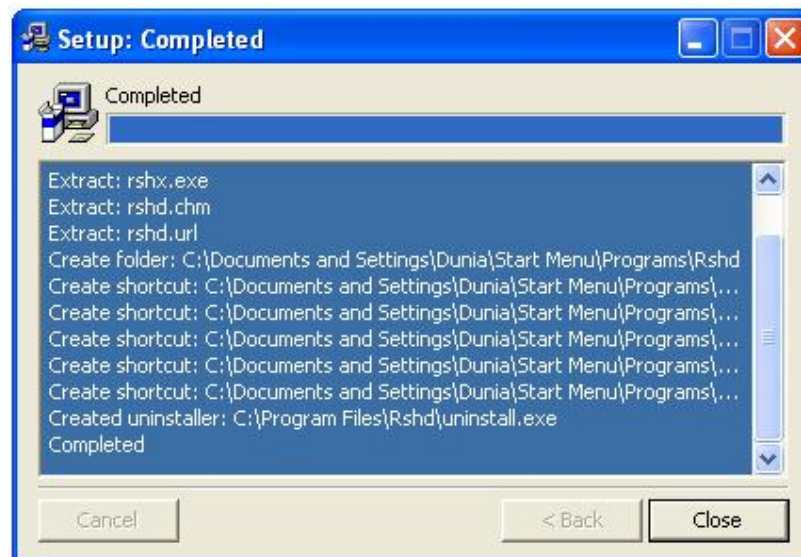 Setup: Completed
Completed
Extract: rshx.exe
Extract: rshd.chm
Extract: rshd.url
Create folder: C:\Documents and Settings\Dunia\Start Menu\Programs\Rshd
Create shortcut: C:\Documents and Settings\Dunia\Start Menu\Programs\...
Create shortcut: C:\Documents and Settings\Dunia\Start Menu\Programs\...
Create shortcut: C:\Documents and Settings\Dunia\Start Menu\Programs\...
Create shortcut: C:\Documents and Settings\Dunia\Start Menu\Programs\...
Create shortcut: C:\Documents and Settings\Dunia\Start Menu\Programs\...
Created uninstaller: C:\Program Files\Rshd\uninstall.exe
Completed
Cancel < Back Close